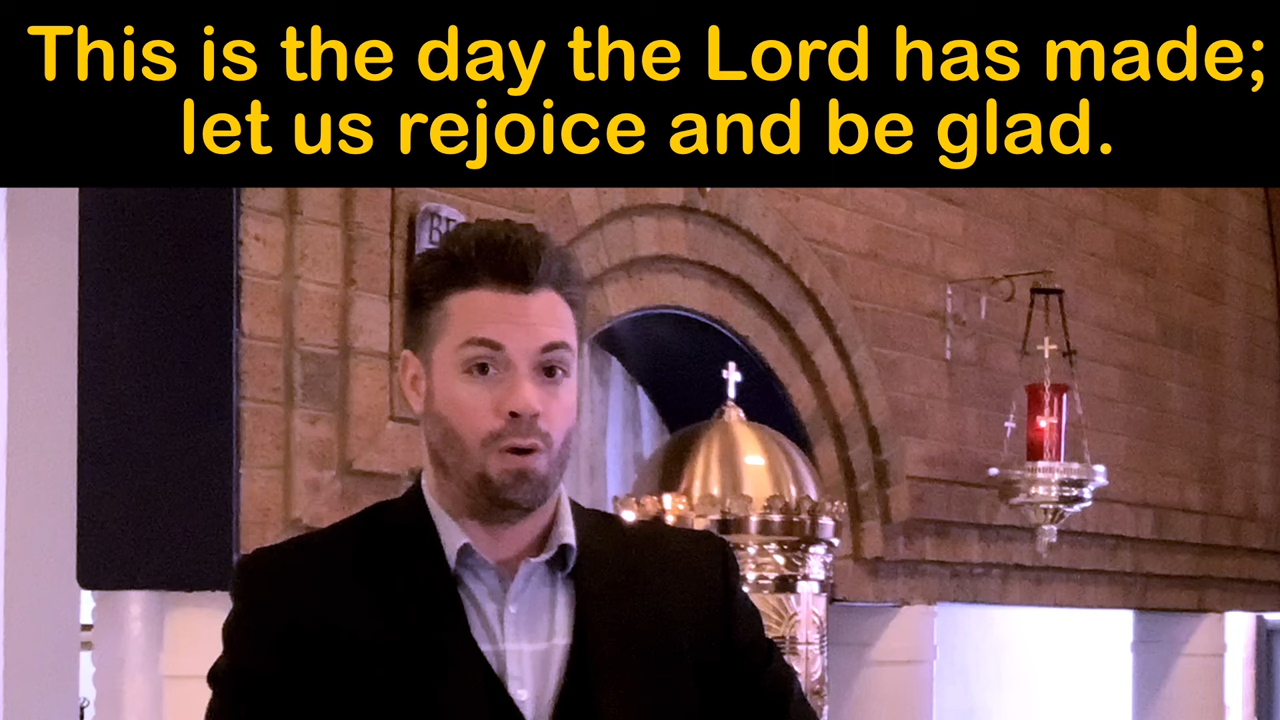 This is the day the Lord has made;
let us rejoice and be glad.